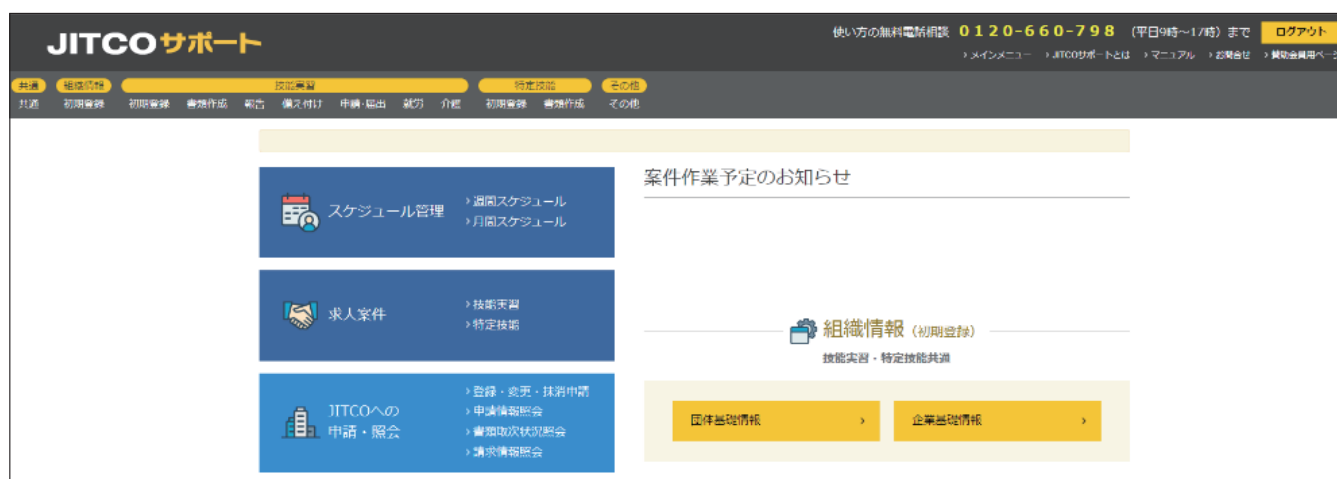 JITCOサポート
使い方の無料電話相談 0120-660-798 (平日9時～17時) まで ログアウト
› メインメニュー › JITCOサポートとは › マニュアル › お問合せ › 賛助会員用ページ
共通 組織情報 技能実習 特定技能 その他
共通 初期登録 初期登録 書類作成 報告 備え付け 申請・届出 就労 介護 初期登録 書類作成 その他
スケジュール管理
› 週間スケジュール
› 月間スケジュール
求人案件
› 技能実習
› 特定技能
JITCOへの
申請・照会
› 登録・変更・抹消申請
› 申請情報照会
› 書類取次状況照会
› 請求情報照会
案件作業予定のお知らせ
組織情報 (初期登録)
技能実習・特定技能共通
団体基礎情報 ›
企業基礎情報 ›